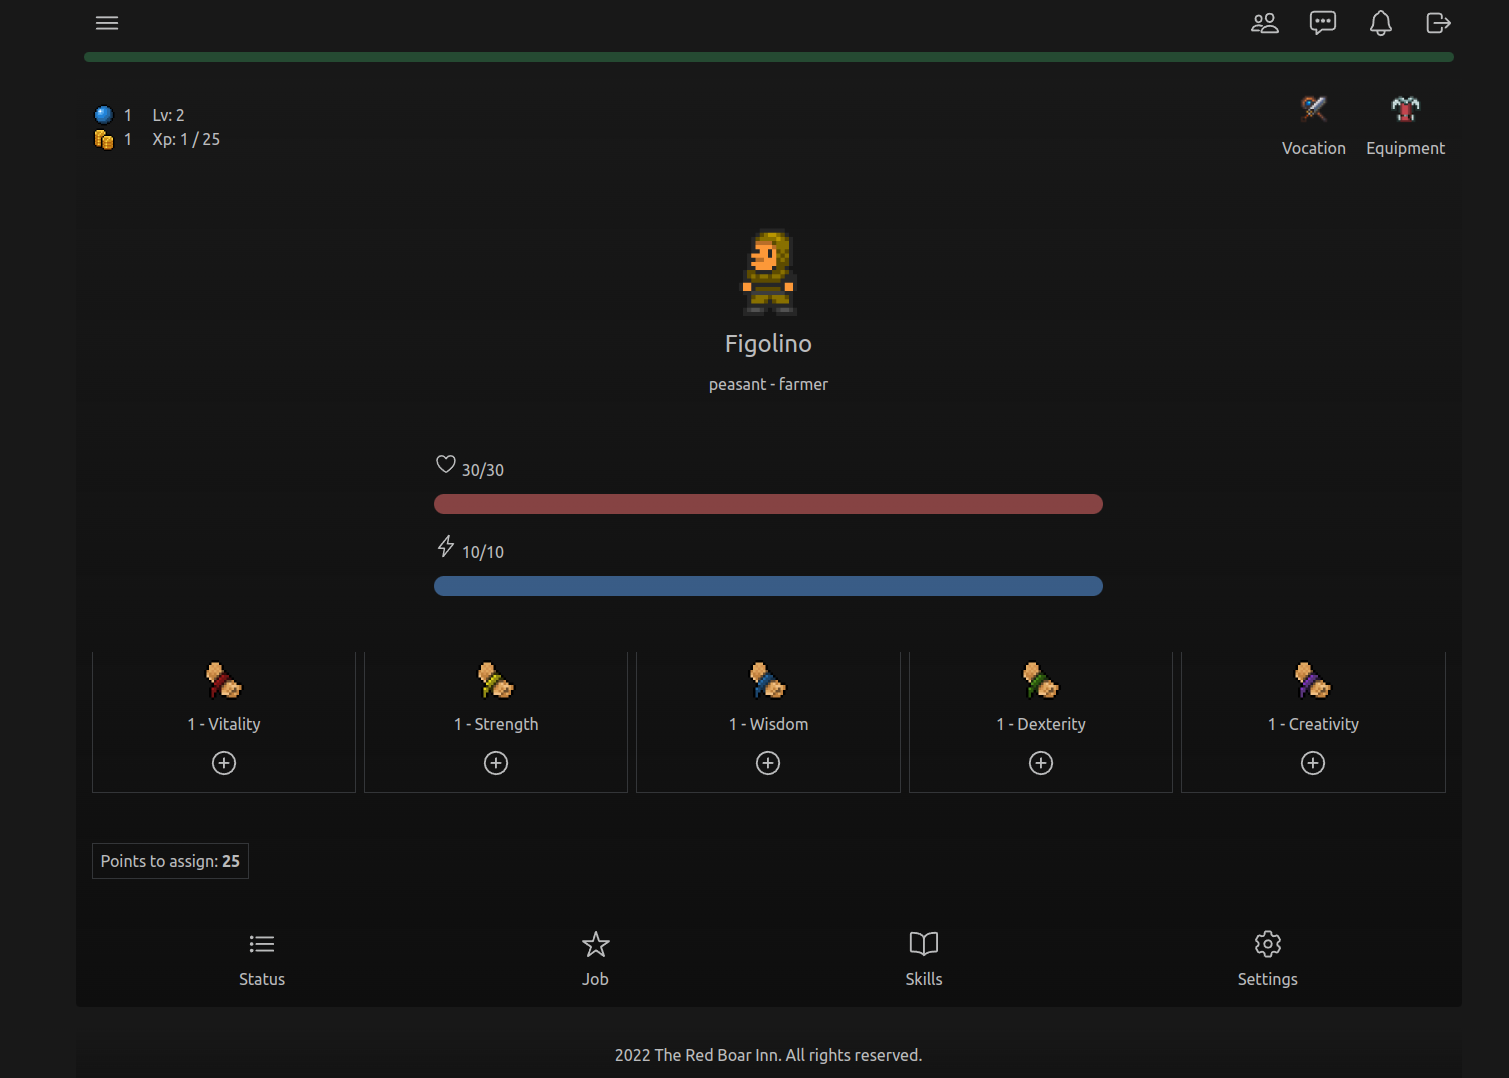 1 Lv: 2
1 Xp: 1 / 25
Vocation Equipment
Figolino
peasant - farmer
30/30
10/10
1 - Vitality 1 - Strength 1 - Wisdom 1 - Dexterity 1 - Creativity
Points to assign: 25
Status Job Skills Settings
2022 The Red Boar Inn. All rights reserved.